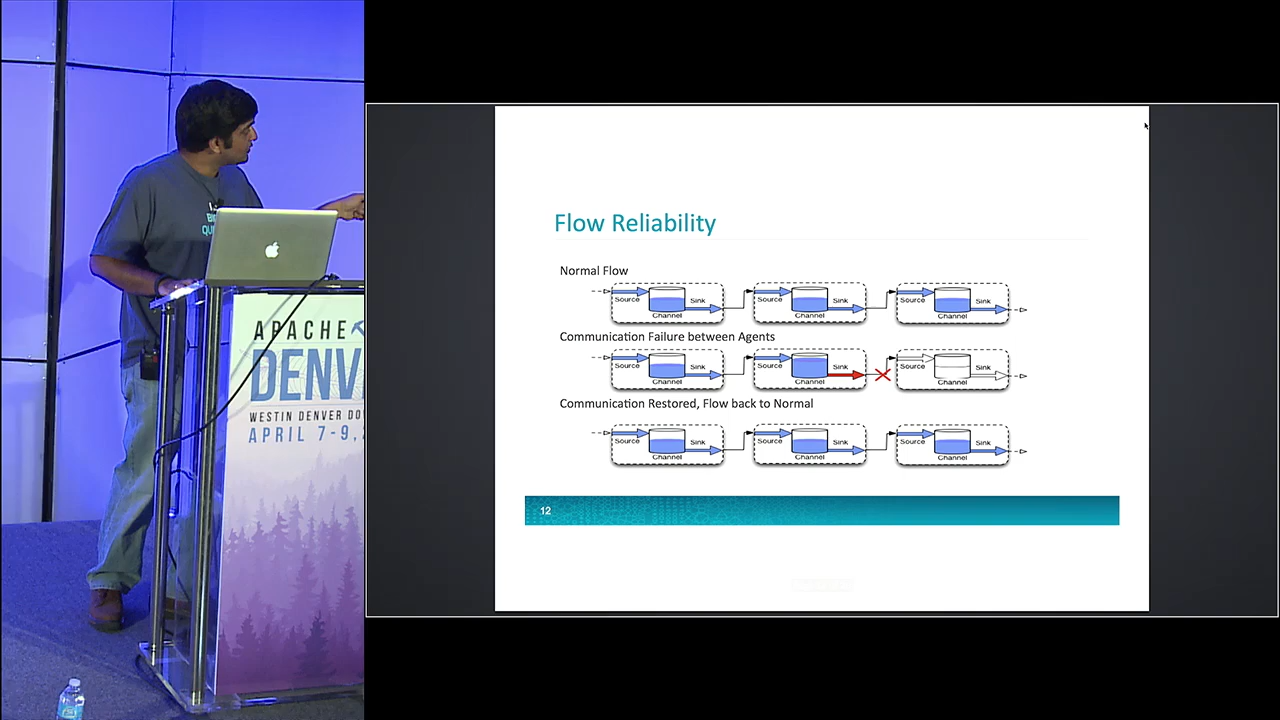 Flow Reliability
Normal Flow
Source Channel Sink Source Channel Sink Source Channel Sink
Communication Failure between Agents
Source Channel Sink Source Channel Sink Source Channel Sink
Communication Restored, Flow back to Normal
Source Channel Sink Source Channel Sink Source Channel Sink
12
APACHE
DENV
WESTIN DENVER DO
APRIL 7-9,